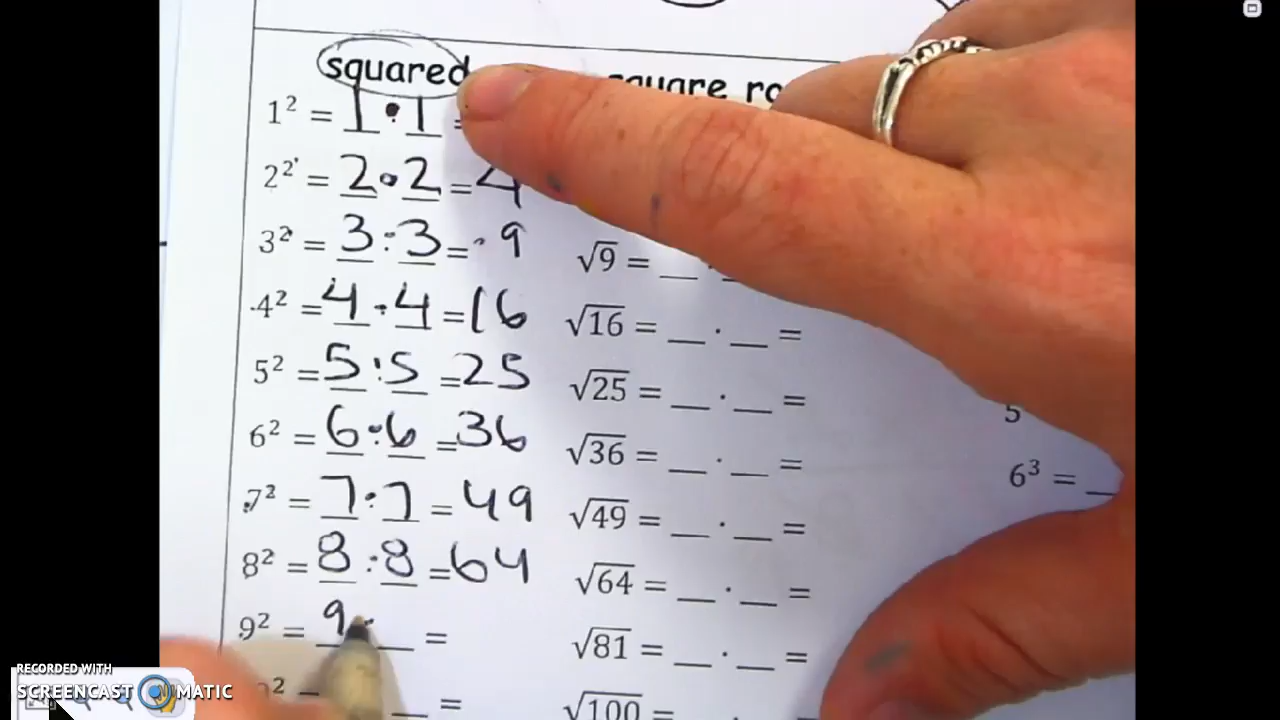 squared square
1² = 1 · 1 =
2² = 2 · 2 = 4
3² = 3 · 3 = 9 √9 = __ ·
4² = 4 · 4 = 16 √16 = __ · __ =
5² = 5 · 5 = 25 √25 = __ · __ = 5
6² = 6 · 6 = 36 √36 = __ · __ = 6³ = __
7² = 7 · 7 = 49 √49 = __ · __ =
8² = 8 · 8 = 64 √64 = __ · __ =
9² = 9 · __ = √81 = __ · __ =
√100 =
RECORDED WITH
SCREENCAST MATIC